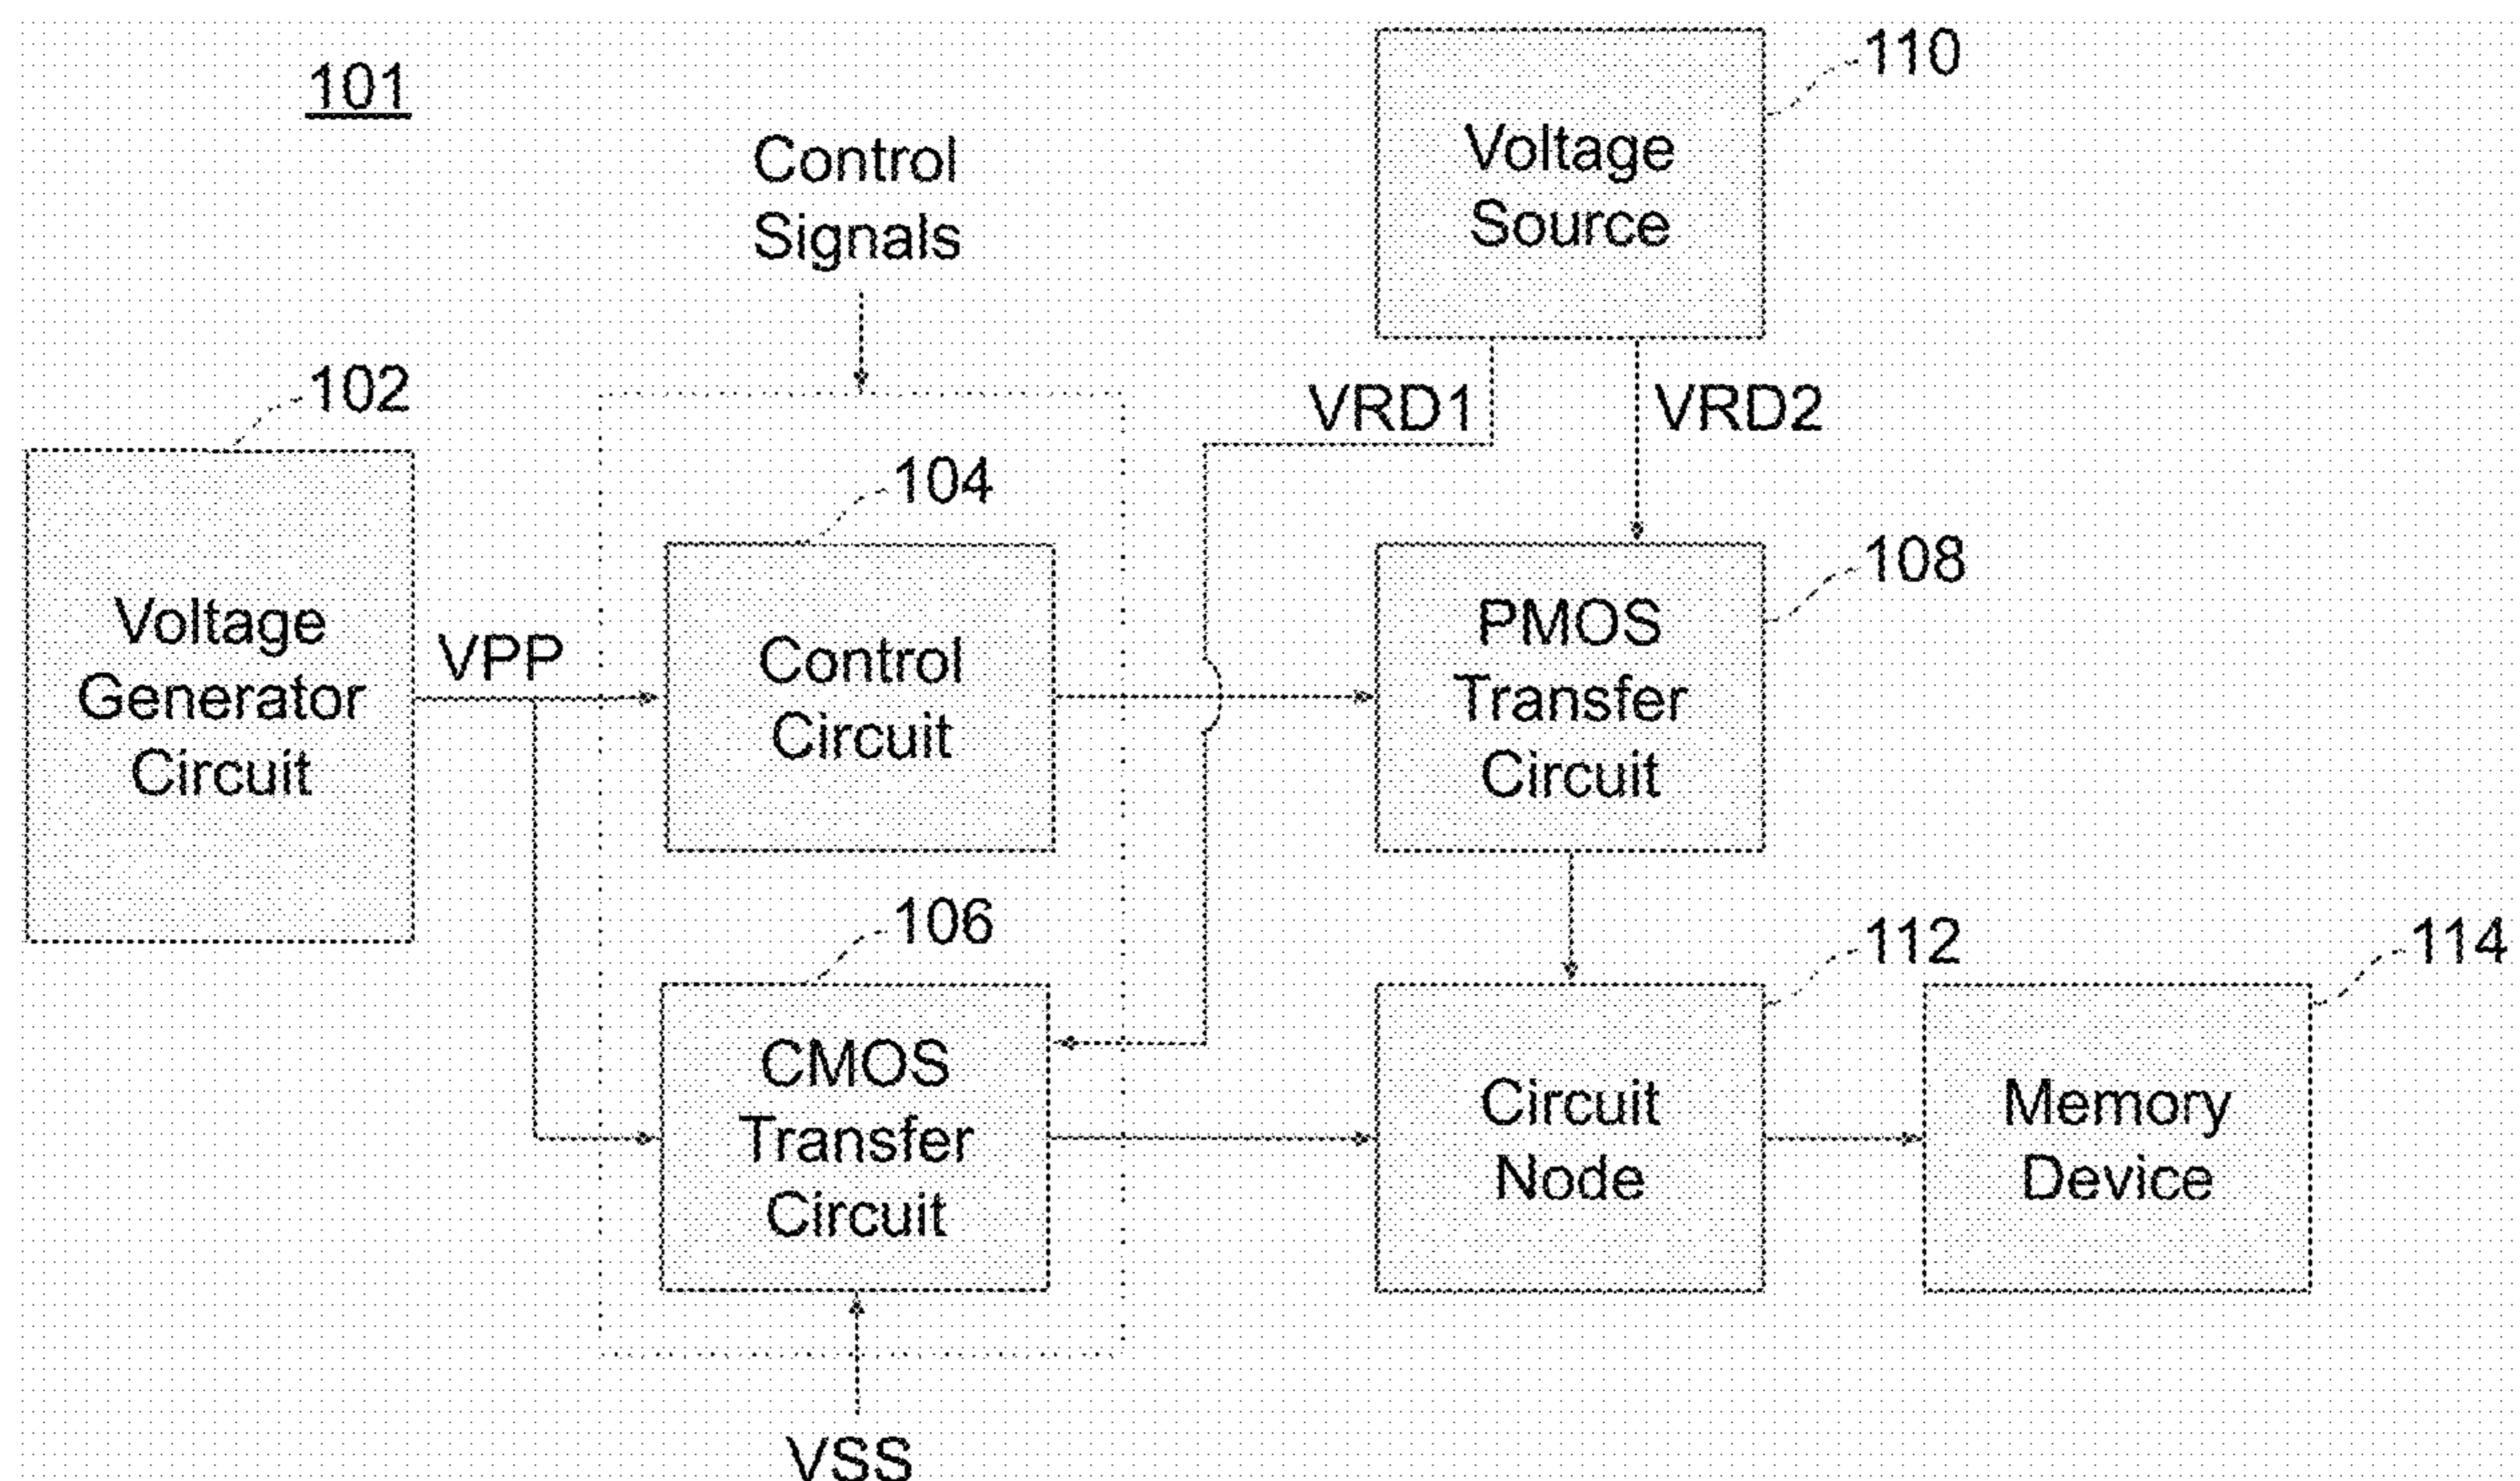 101
110
Control
Signals
Voltage
Source
102
VRD1
VRD2
104
108
Voltage
Generator
Circuit
VPP
Control
Circuit
PMOS
Transfer
Circuit
106
112
114
CMOS
Transfer
Circuit
Circuit
Node
Memory
Device
VSS